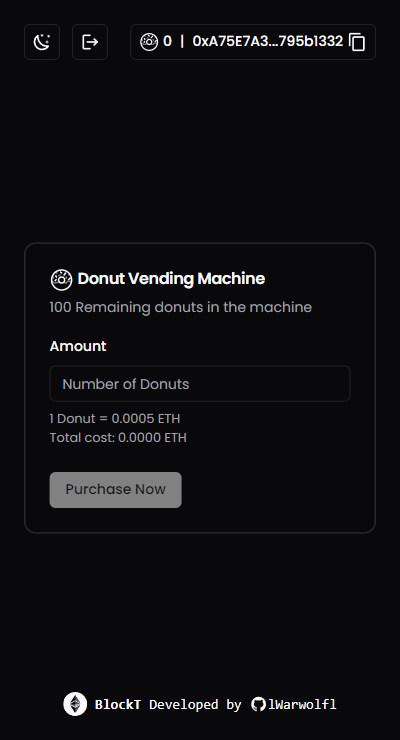 0 | 0xA75E7A3...795b1332
Donut Vending Machine
100 Remaining donuts in the machine
Amount
Number of Donuts
1 Donut = 0.0005 ETH
Total cost: 0.0000 ETH
Purchase Now
BlockT Developed by lWarwolfl